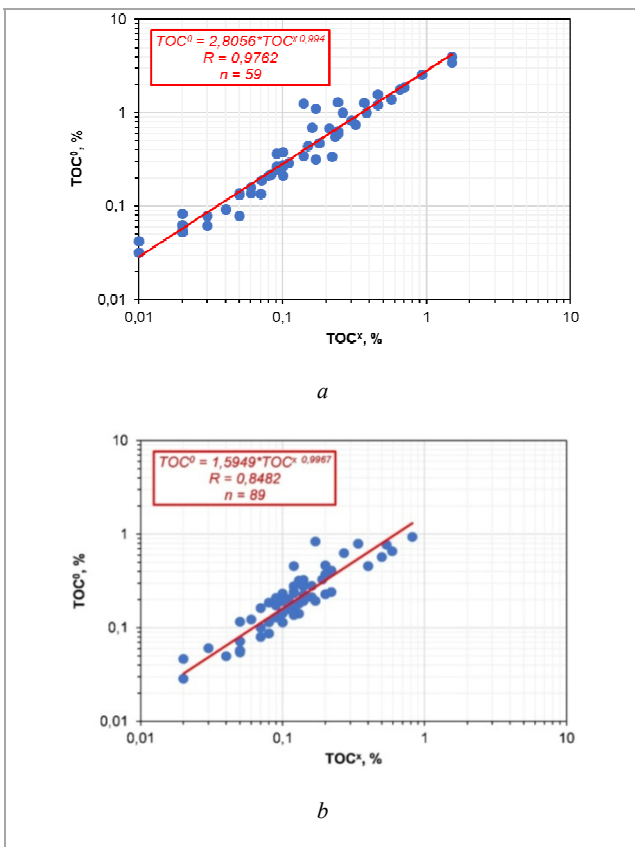 10
TOC⁰ = 2,8056*TOCˣ ⁰,⁹⁹⁴
R = 0,9762
n = 59
1
TOC⁰, %
0,1
0,01
0,01 0,1 1 10
TOCˣ, %
a
10
TOC⁰ = 1,5949*TOCˣ ⁰,⁹⁹⁶⁷
R = 0,8482
n = 89
1
TOC⁰, %
0,1
0,01
0,01 0,1 1 10
TOCˣ, %
b